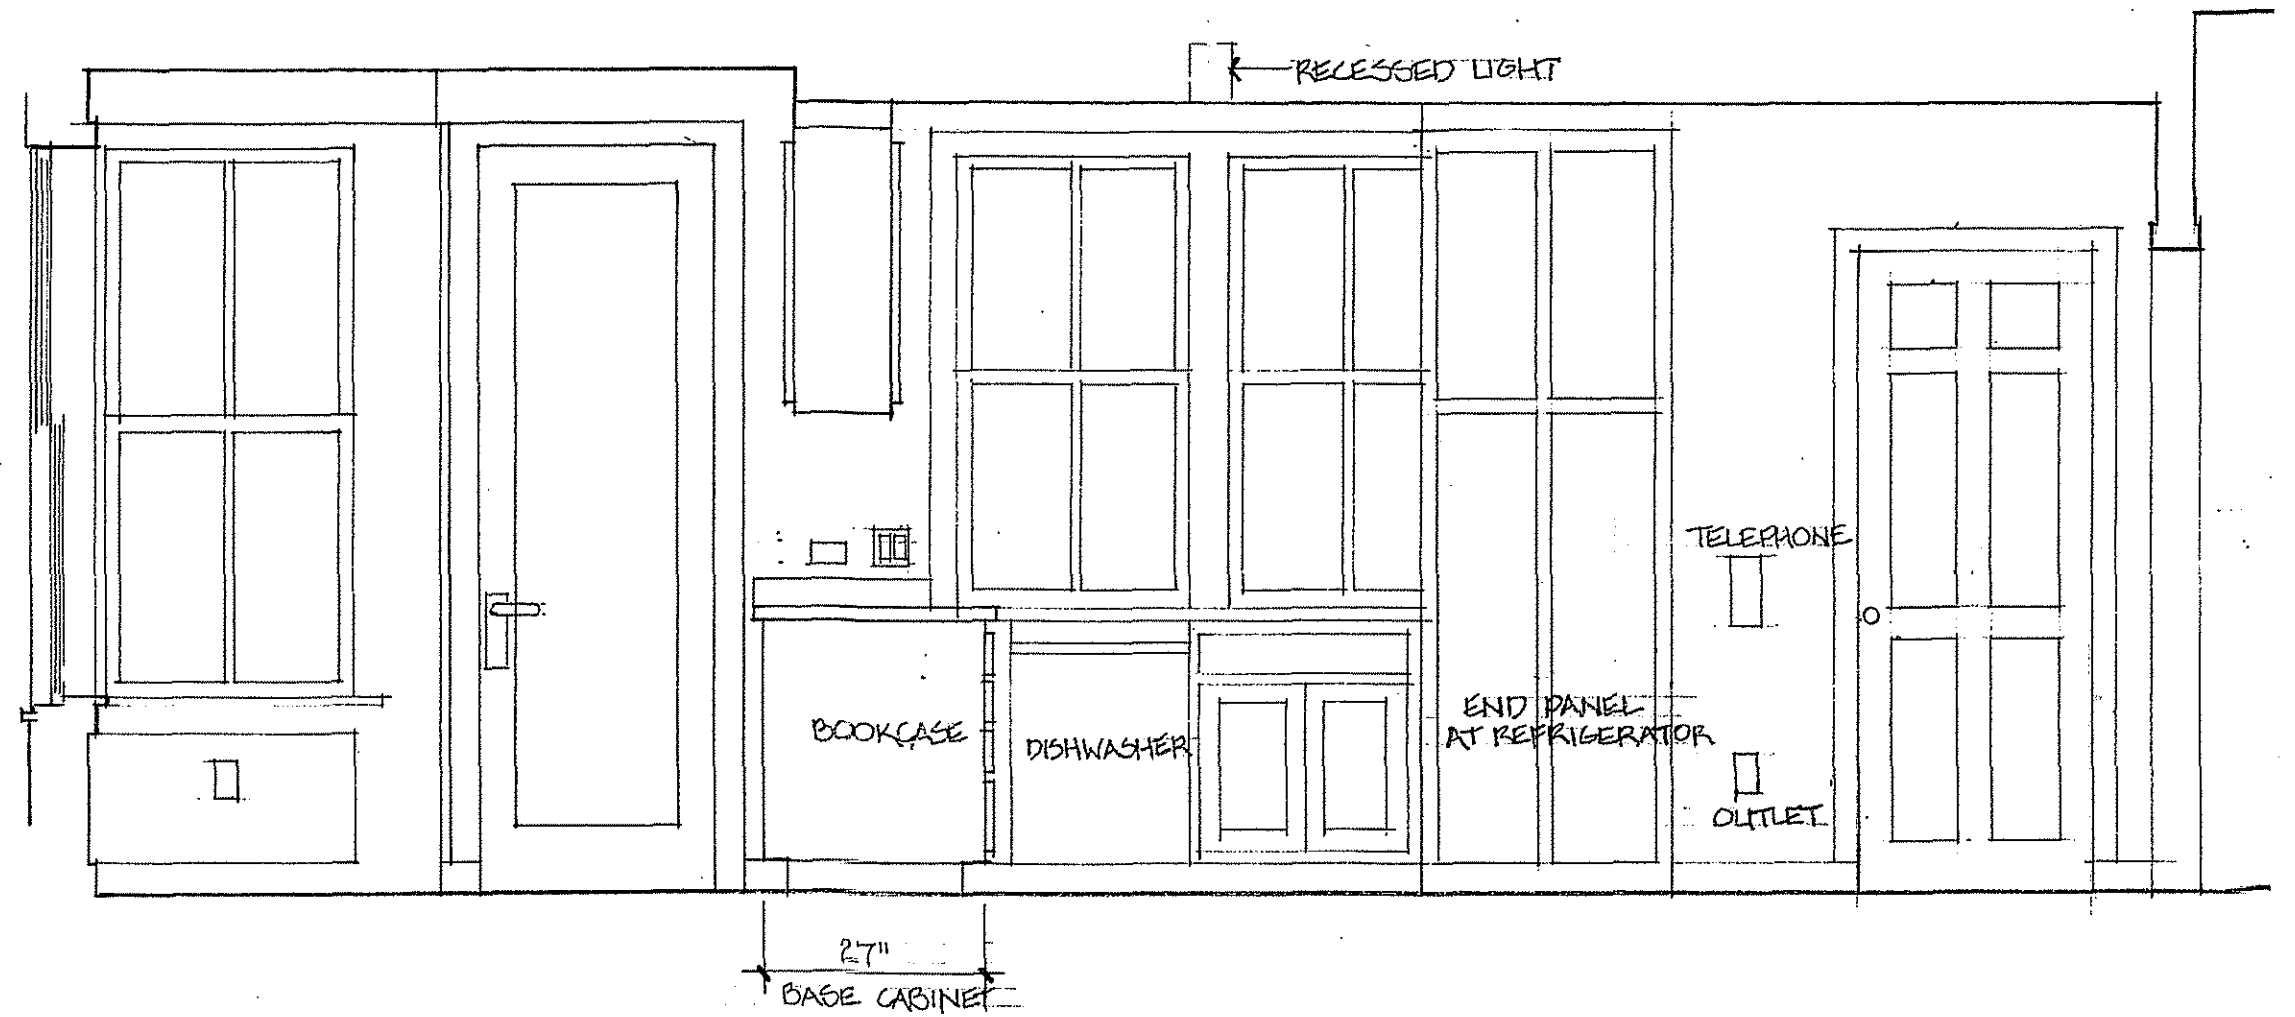 RECESSED LIGHT
TELEPHONE
BOOKCASE
DISHWASHER
END PANEL
AT REFRIGERATOR
OUTLET
27"
BASE CABINET